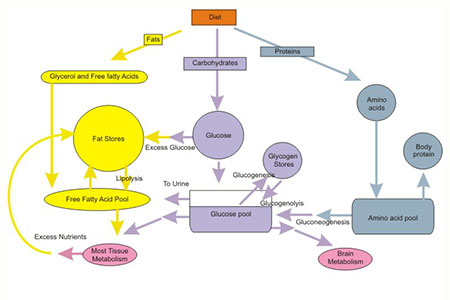 Diet
Fats
Proteins
Carbohydrates
Glycerol and Free fatty Acids
Amino
acids
Fat Stores
Excess Glucose
Glucose
Glycogen
Stores
Body
protein
Lipolysis
Glucogenesis
To Urine
Free Fatty Acid Pool
Glucogenolyis
Glucose pool
Gluconeogenesis
Amino acid pool
Excess Nutrients
Most Tissue
Metabolism
Brain
Metabolism